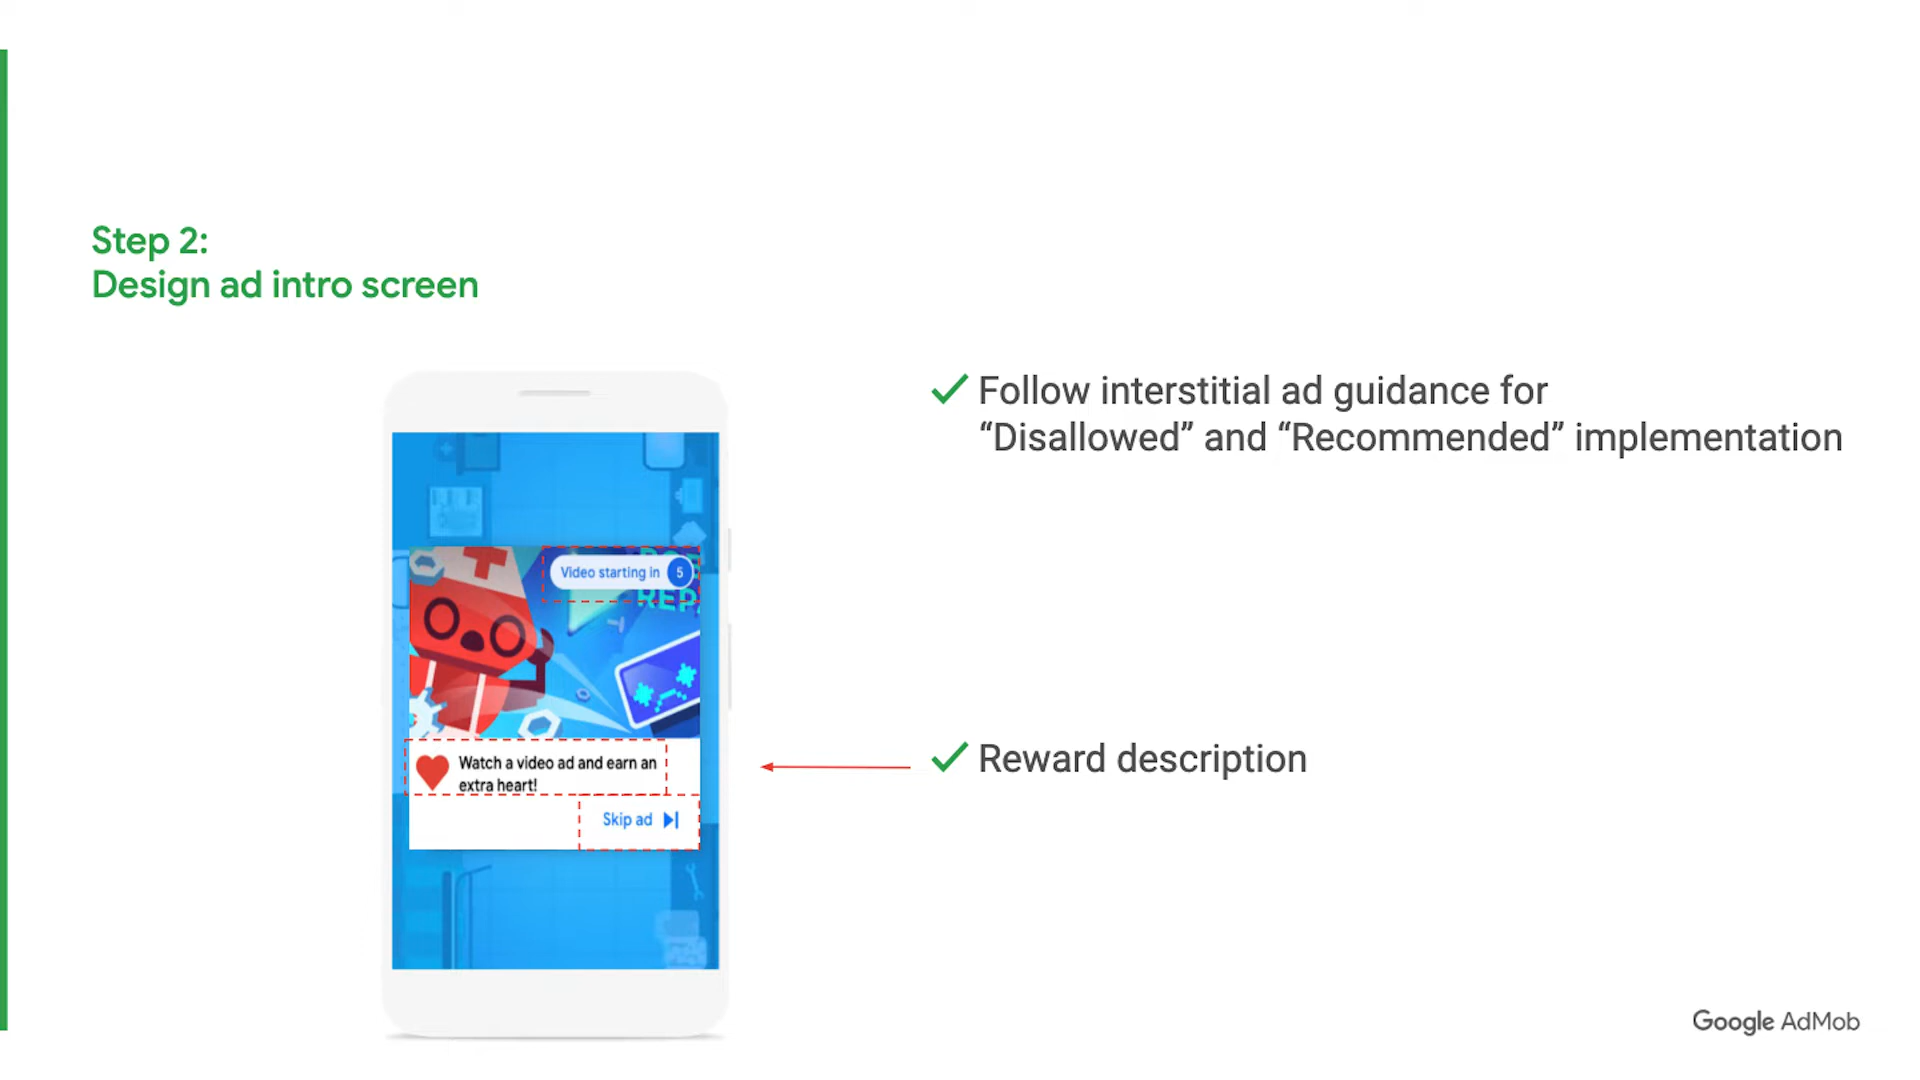 Step 2:
Design ad intro screen
Follow interstitial ad guidance for
“Disallowed” and “Recommended” implementation
Video starting in 5
REP
Watch a video ad and earn an
extra heart!
Skip ad
Reward description
Google AdMob